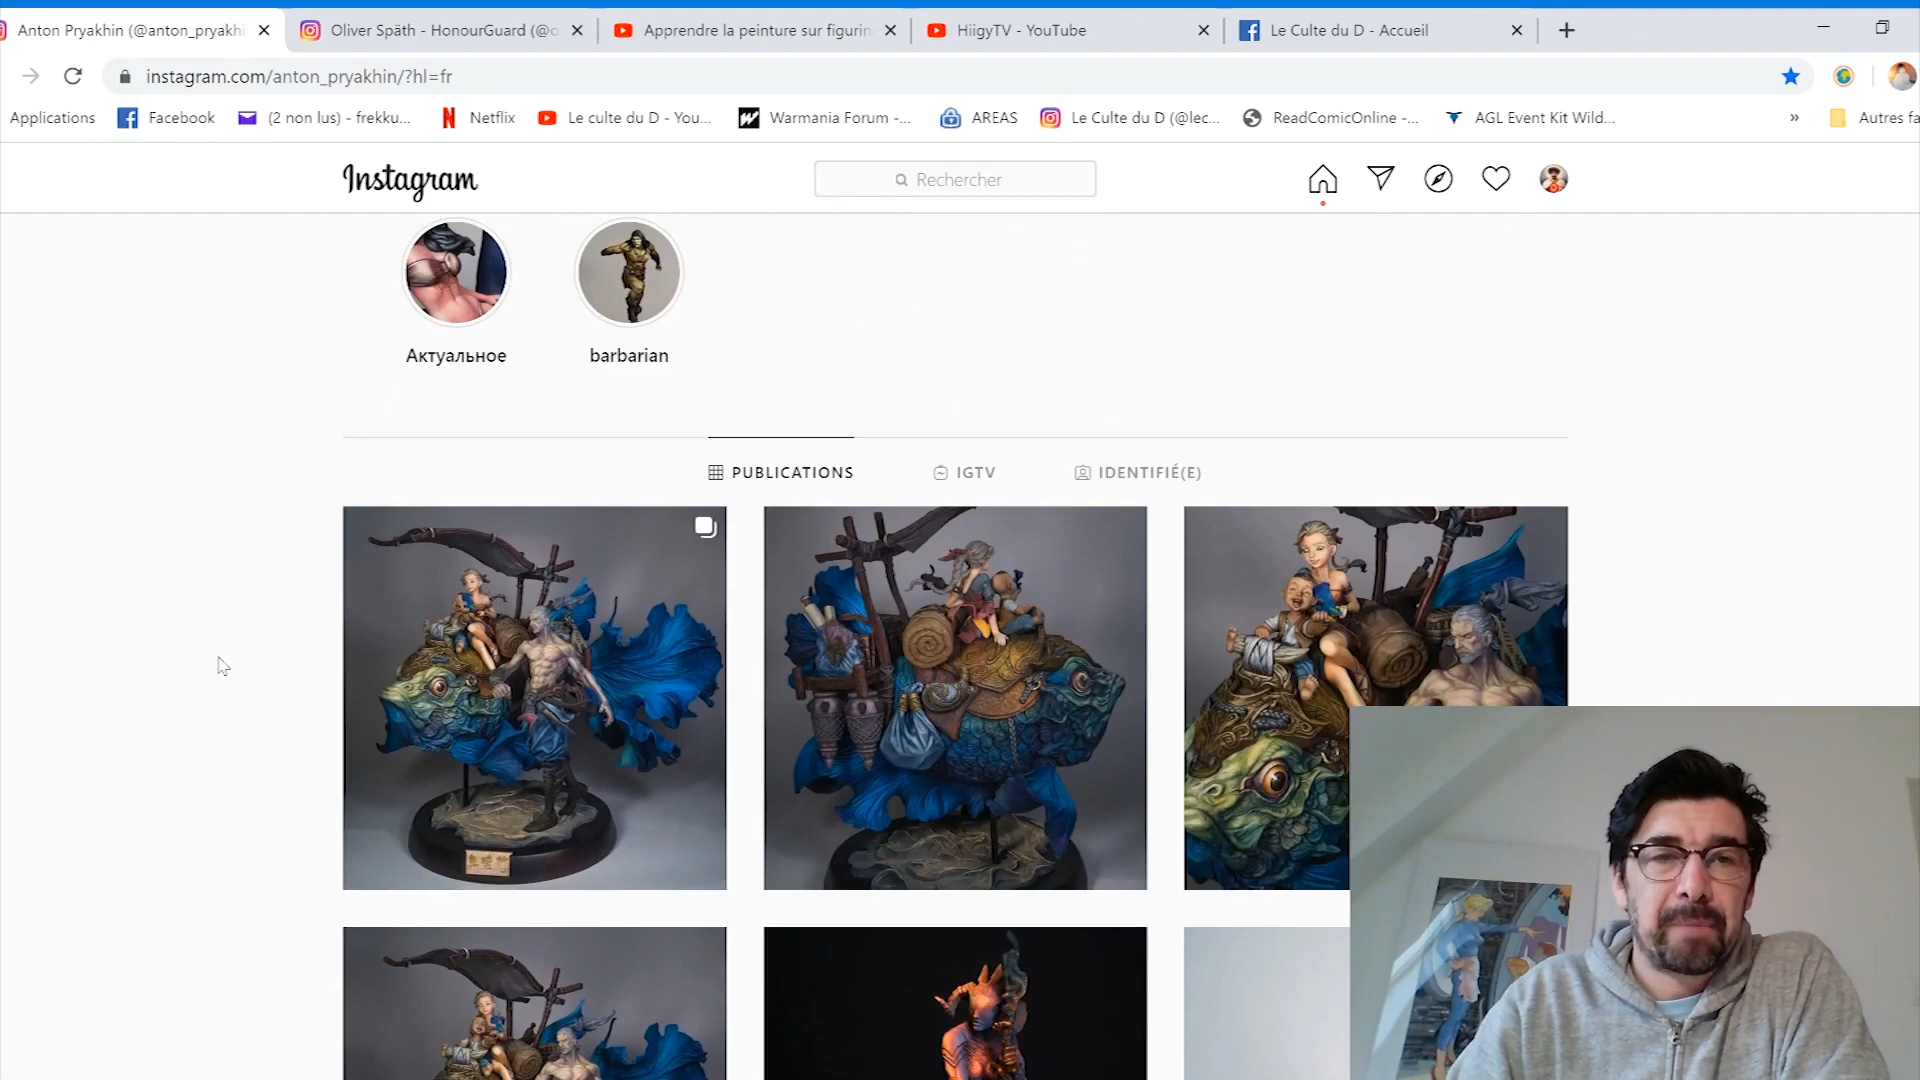 Anton Pryakhin (@anton_pryakhi
Oliver Späth - HonourGuard (@o
Apprendre la peinture sur figurin
HiigyTV - YouTube
Le Culte du D - Accueil
instagram.com/anton_pryakhin/?hl=fr
Applications
Facebook
(2 non lus) - frekku...
Netflix
Le culte du D - You...
Warmania Forum -...
AREAS
Le Culte du D (@lec...
ReadComicOnline -...
AGL Event Kit Wild...
»
Autres fa
Instagram
Rechercher
Актуальное
barbarian
PUBLICATIONS
IGTV
IDENTIFIÉ(E)